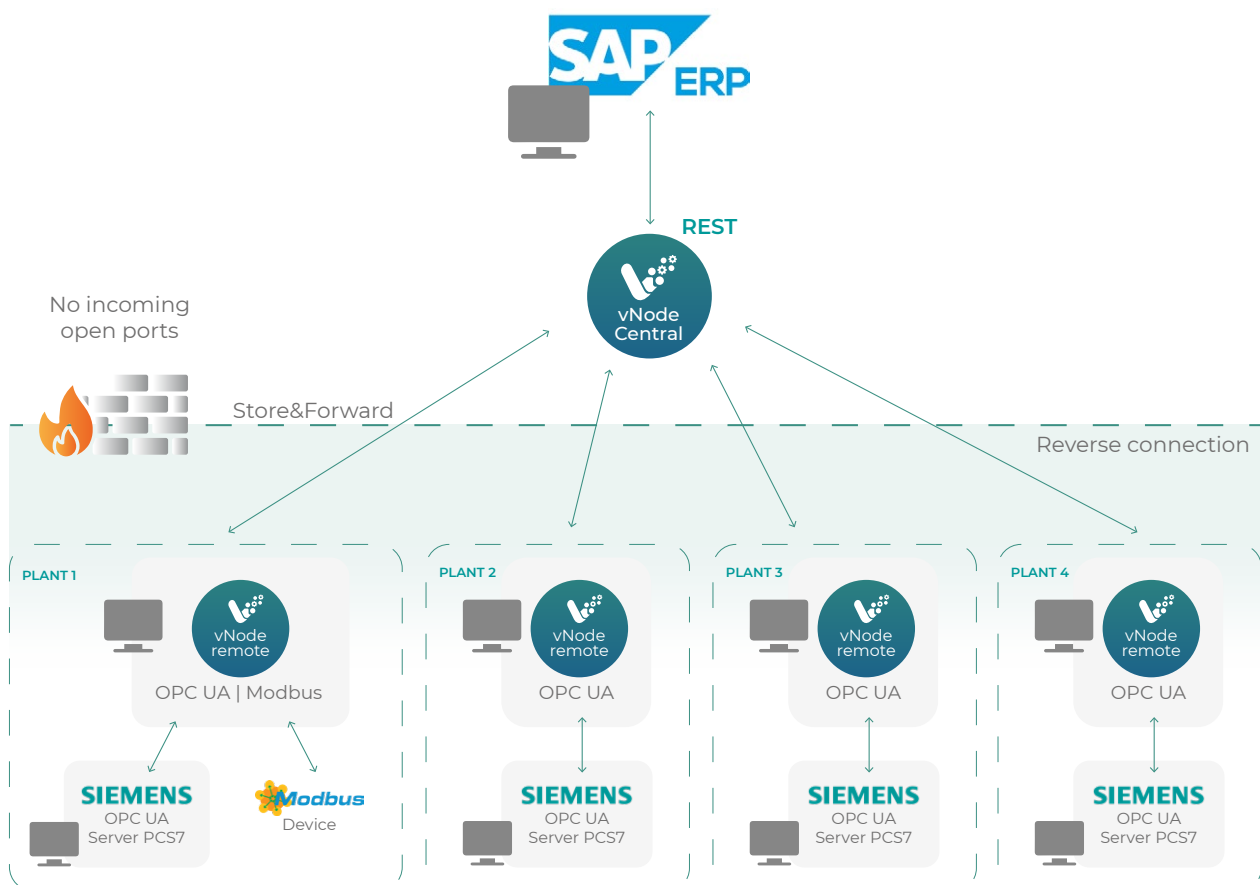 SAP
ERP
REST
vNode
Central
No incoming
open ports
Store&Forward
Reverse connection
PLANT 1
vNode
remote
OPC UA | Modbus
SIEMENS
OPC UA
Server PCS7
Modbus
Device
PLANT 2
vNode
remote
OPC UA
SIEMENS
OPC UA
Server PCS7
PLANT 3
vNode
remote
OPC UA
SIEMENS
OPC UA
Server PCS7
PLANT 4
vNode
remote
OPC UA
SIEMENS
OPC UA
Server PCS7